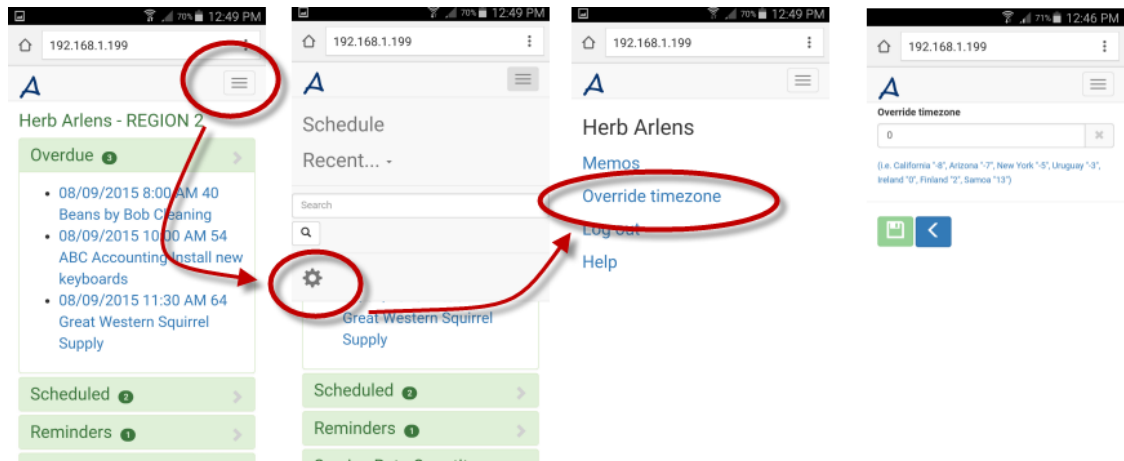 70% 12:49 PM
192.168.1.199
A
Herb Arlens - REGION 2
Overdue 3
08/09/2015 8:00 AM 40
Beans by Bob Cleaning
08/09/2015 10:00 AM 54
ABC Accounting Install new
keyboards
08/09/2015 11:30 AM 64
Great Western Squirrel
Supply
Scheduled 2
Reminders 1
70% 12:49 PM
192.168.1.199
A
Schedule
Recent... -
Search
Great Western Squirrel
Supply
Scheduled 2
Reminders 1
70% 12:49 PM
192.168.1.199
A
Herb Arlens
Memos
Override timezone
Log out
Help
71% 12:46 PM
192.168.1.199
A
Override timezone
0
(i.e. California "-8", Arizona "-7", New York "-5", Uruguay "-3",
Ireland "0", Finland "2", Samoa "13")